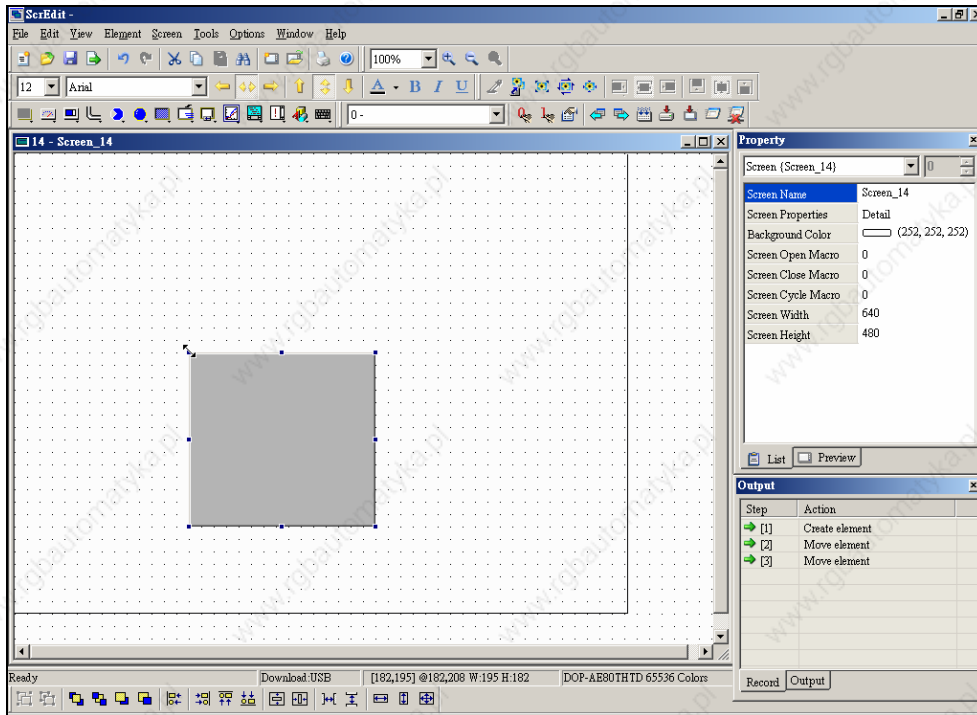 ScrEdit -
File Edit View Element Screen Tools Options Window Help
100%
12 Arial A B I U
0 -
14 - Screen_14
Property
Screen {Screen_14} 0
Screen Name Screen_14
Screen Properties Detail
Background Color (252, 252, 252)
Screen Open Macro 0
Screen Close Macro 0
Screen Cycle Macro 0
Screen Width 640
Screen Height 480
List Preview
Output
Step Action
[1] Create element
[2] Move element
[3] Move element
Record Output
Ready Download:USB [182,195] @182,208 W:195 H:182 DOP-AE80THTD 65536 Colors
www.rgbautomatyka.pl